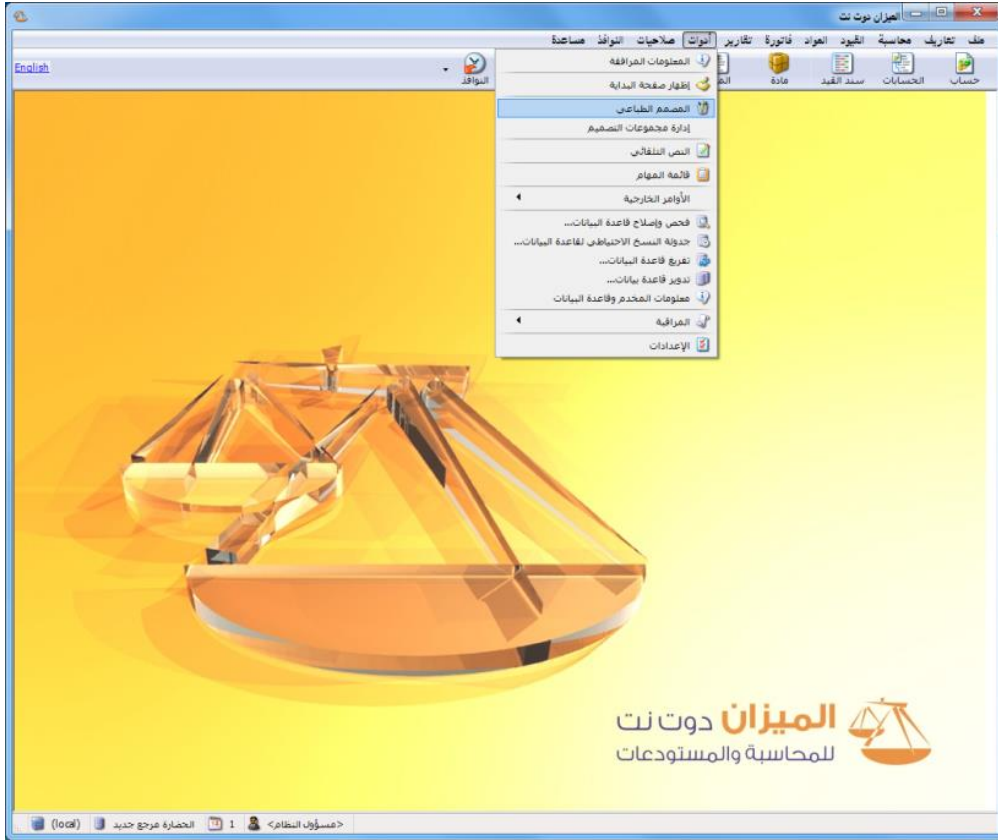 الميزان دوت نت
ملف تعاريف محاسبة القيود المواد فاتورة تقارير أدوات صلاحيات النوافذ مساعدة
حساب الحسابات سند القيد مادة النوافذ English
المعلومات المرافقة
إظهار صفحة البداية
المصمم الطباعي
إدارة مجموعات التصميم
النص التلقائي
قائمة المهام
الأوامر الخارجية
فحص وإصلاح قاعدة البيانات...
جدولة النسخ الاحتياطي لقاعدة البيانات...
تفريغ قاعدة البيانات...
تدوير قاعدة بيانات...
معلومات المخدم وقاعدة البيانات
المراقبة
الإعدادات
الميزان دوت نت
للمحاسبة والمستودعات
<مسؤول النظام> 1 الحضارة مرجع جديد (local)